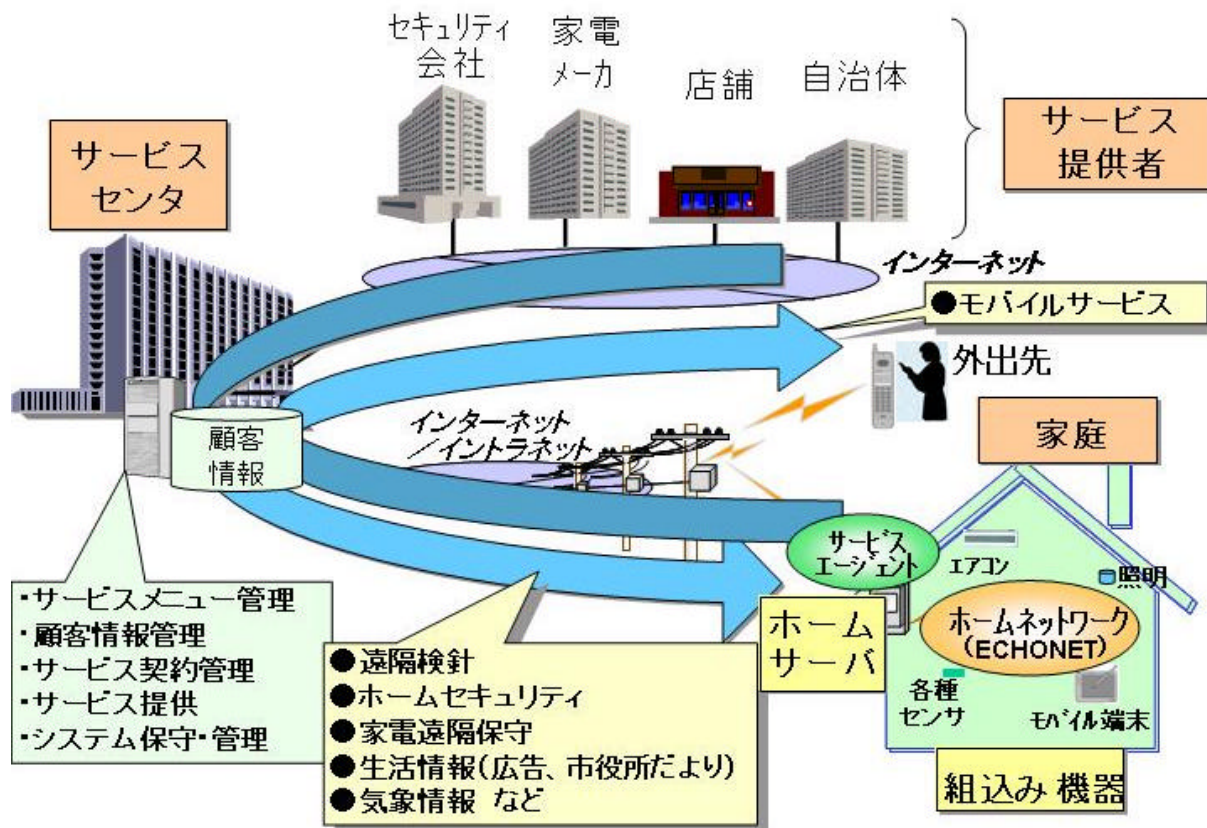 セキュリティ
会社
家電
メーカ
店舗
自治体
サービス
提供者
サービス
センタ
インターネット
●モバイルサービス
外出先
インターネット
／イントラネット
顧客
情報
家庭
サービス
エージェント
エアコン
照明
ホーム
サーバ
ホームネットワーク
(ECHONET)
各種
センサ
モバイル端末
組込み機器
・サービスメニュー管理
・顧客情報管理
・サービス契約管理
・サービス提供
・システム保守・管理
●遠隔検針
●ホームセキュリティ
●家電遠隔保守
●生活情報(広告、市役所だより)
●気象情報 など